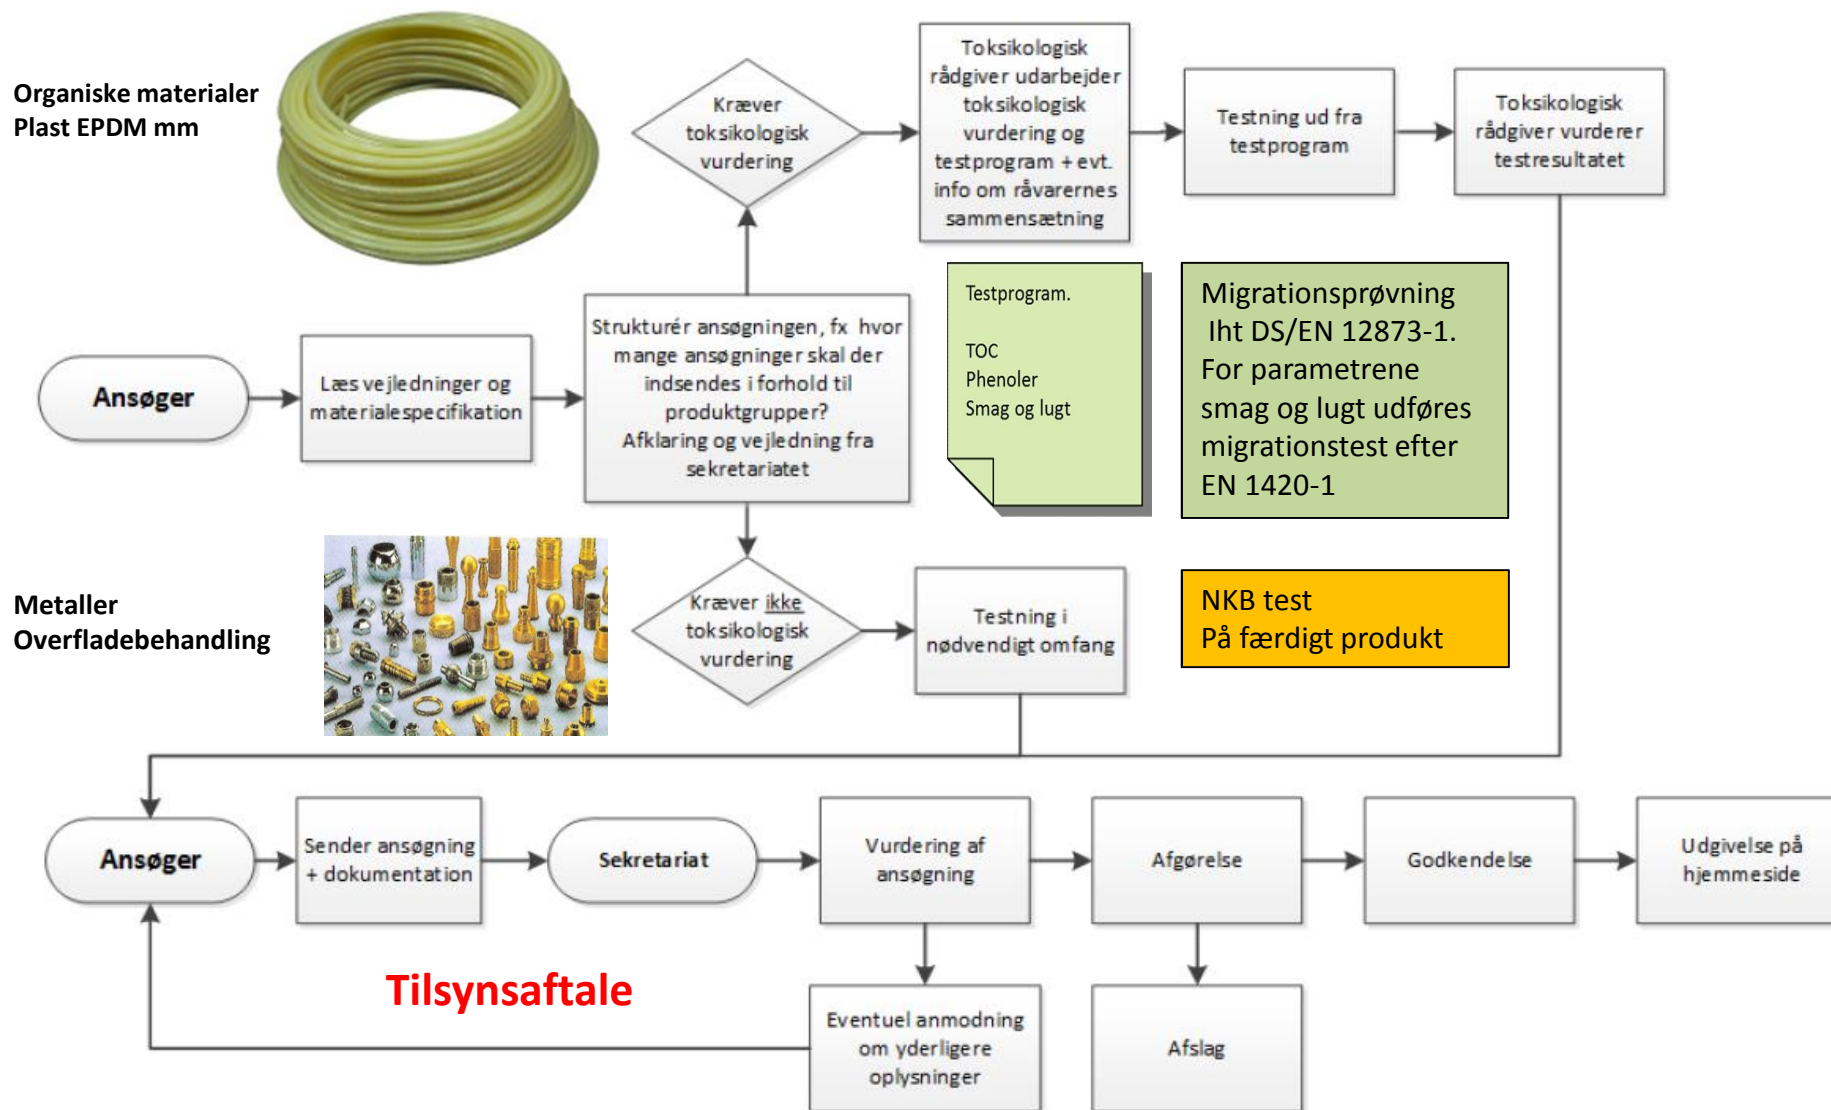 Organiske materialer
Plast EPDM mm
Kræver
toksikologisk
vurdering
Toksikologisk
rådgiver udarbejder
toksikologisk
vurdering og
testprogram + evt.
info om råvarernes
sammensætning
Testning ud fra
testprogram
Toksikologisk
rådgiver vurderer
testresultatet
Ansøger
Læs vejledninger og
materialespecifikation
Strukturér ansøgningen, fx hvor
mange ansøgninger skal der
indsendes i forhold til
produktgrupper?
Afklaring og vejledning fra
sekretariatet
Testprogram.
TOC
Phenoler
Smag og lugt
Migrationsprøvning
Iht DS/EN 12873-1.
For parametrene
smag og lugt udføres
migrationstest efter
EN 1420-1
Metaller
Overfladebehandling
Kræver ikke
toksikologisk
vurdering
Testning i
nødvendigt omfang
NKB test
På færdigt produkt
Ansøger
Sender ansøgning
+ dokumentation
Sekretariat
Vurdering af
ansøgning
Afgørelse
Godkendelse
Udgivelse på
hjemmeside
Tilsynsaftale
Eventuel anmodning
om yderligere
oplysninger
Afslag